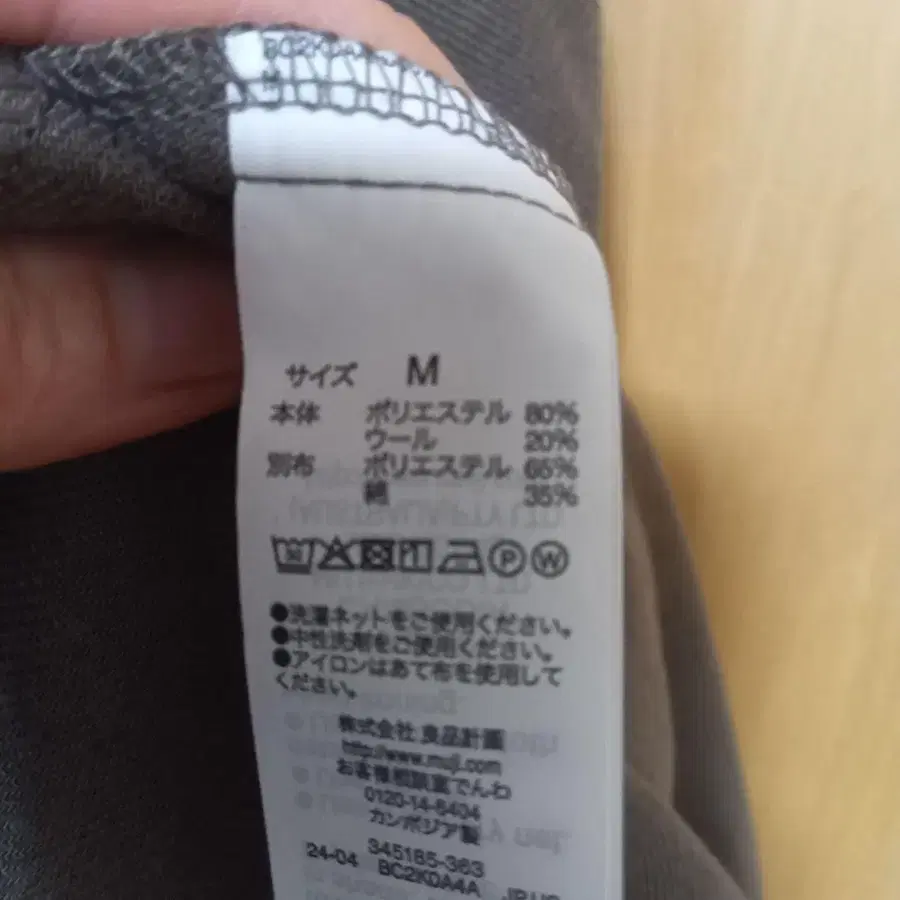 BC2K0A4
サイズ M
本体 ポリエステル 80%
ウール 20%
別布 ポリエステル 65%
綿 35%
P W
●洗濯ネットをご使用ください。
●中性洗剤をご使用ください。
●アイロンはあて布を使用して
ください。
株式会社 良品計画
http://www.muji.com
お客様相談室でんわ
0120-14-6404
カンボジア製
345185-363
24-04 BC2K0A4A JP.US